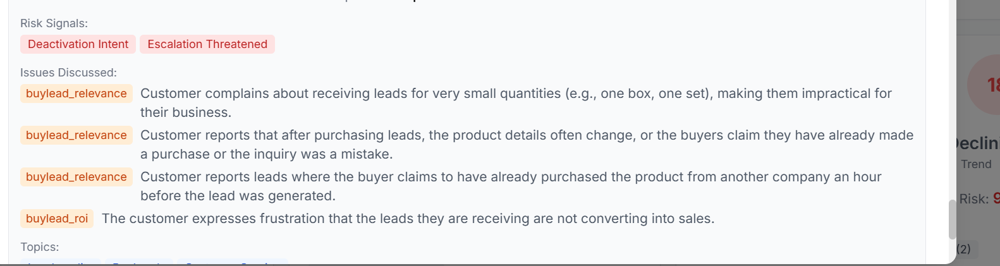 Risk Signals:
Deactivation Intent Escalation Threatened
Issues Discussed:
buylead_relevance Customer complains about receiving leads for very small quantities (e.g., one box, one set), making them impractical for
their business.
buylead_relevance Customer reports that after purchasing leads, the product details often change, or the buyers claim they have already made
a purchase or the inquiry was a mistake.
buylead_relevance Customer reports leads where the buyer claims to have already purchased the product from another company an hour
before the lead was generated.
buylead_roi The customer expresses frustration that the leads they are receiving are not converting into sales.
Topics:
Trend
Risk:
(2)